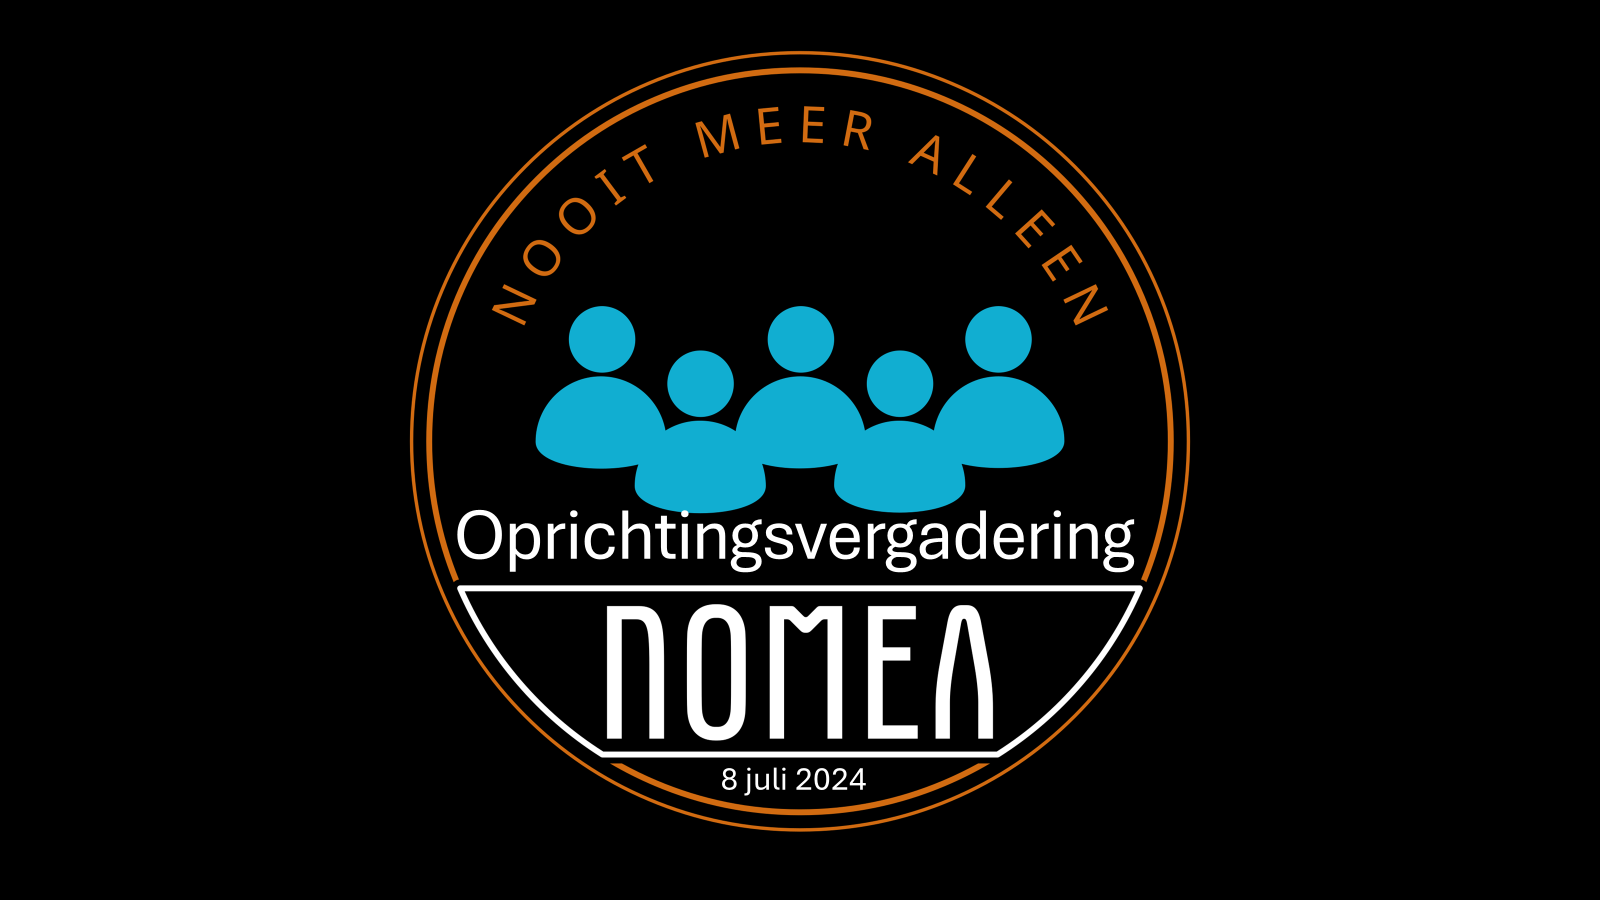 NOOIT MEER ALLEEN
Oprichtingsvergadering
NOMEA
8 juli 2024